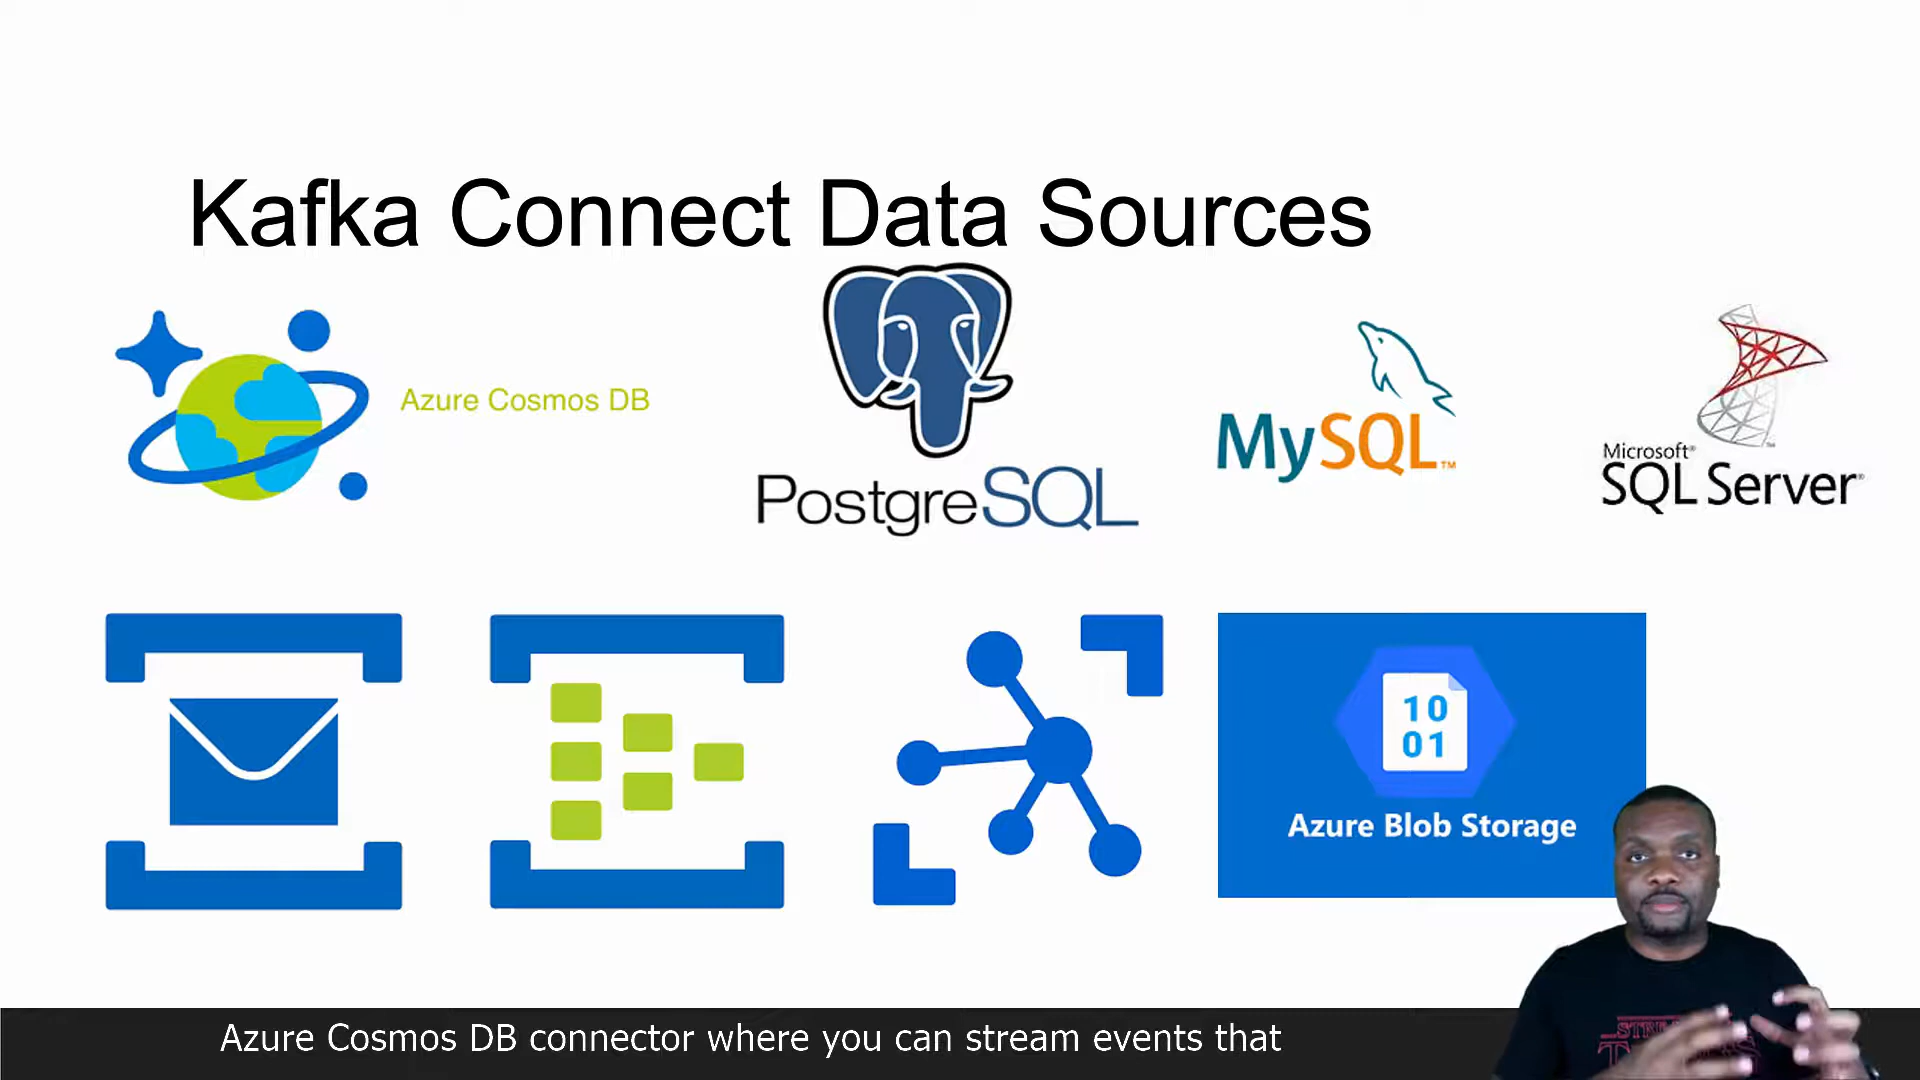 Kafka Connect Data Sources
Azure Cosmos DB
PostgreSQL
MySQL™
Microsoft®
SQL Server®
10
01
Azure Blob Storage
Azure Cosmos DB connector where you can stream events that